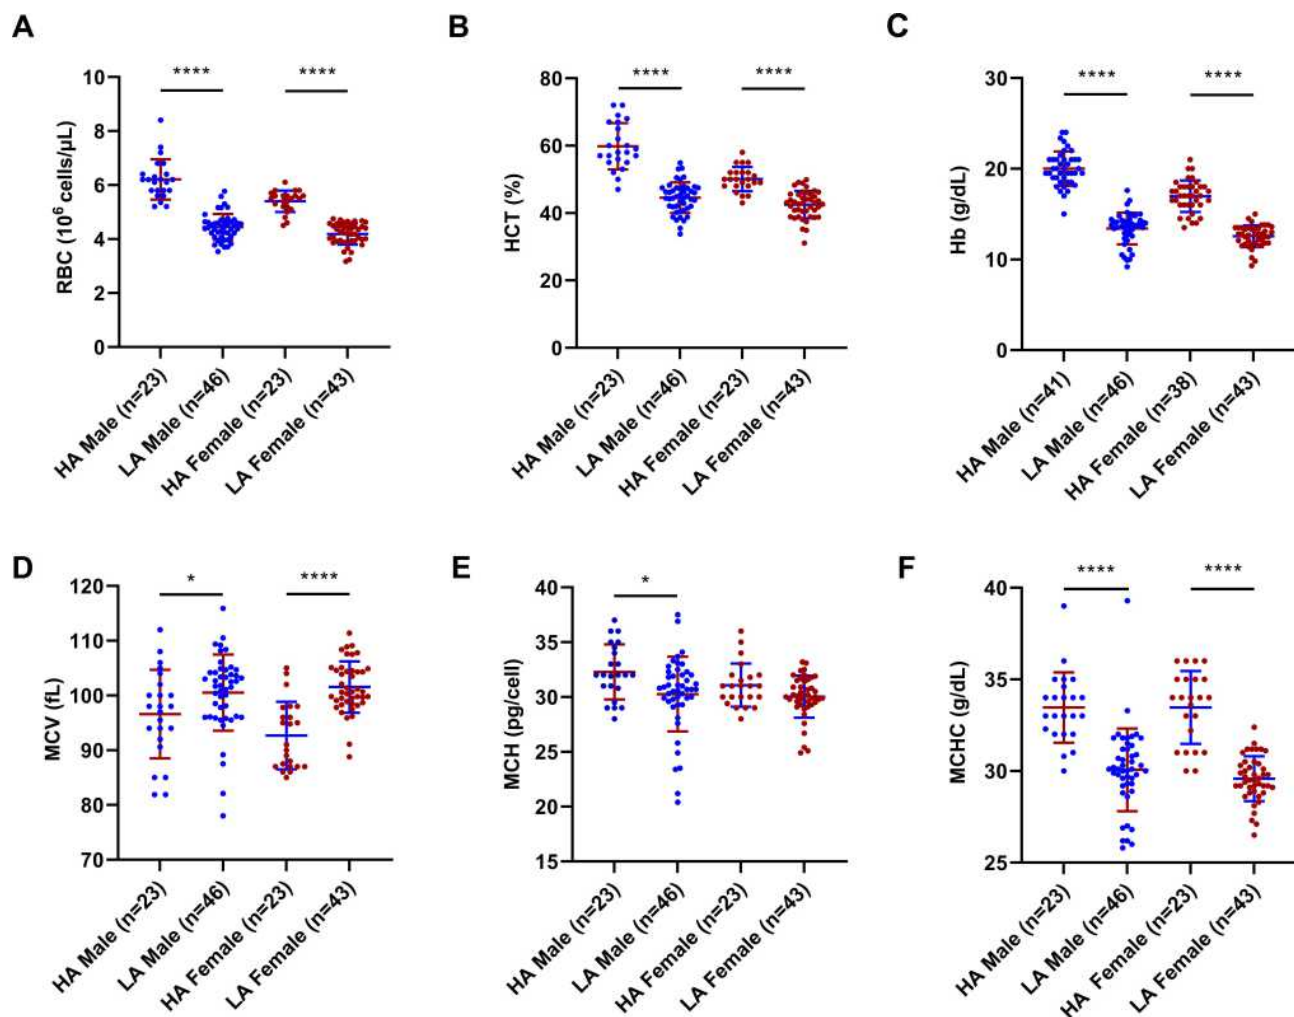 A
B
C
**** ****
**** ****
**** ****
RBC (10⁶ cells/µL)
10
8
6
4
2
0
HA Male (n=23)
LA Male (n=46)
HA Female (n=23)
LA Female (n=43)
HCT (%)
80
60
40
20
0
HA Male (n=23)
LA Male (n=46)
HA Female (n=23)
LA Female (n=43)
Hb (g/dL)
30
20
10
0
HA Male (n=41)
LA Male (n=46)
HA Female (n=38)
LA Female (n=43)
D
E
F
* ****
*
**** ****
MCV (fL)
120
110
100
90
80
70
HA Male (n=23)
LA Male (n=46)
HA Female (n=23)
LA Female (n=43)
MCH (pg/cell)
40
35
30
25
20
15
HA Male (n=23)
LA Male (n=46)
HA Female (n=23)
LA Female (n=43)
MCHC (g/dL)
40
35
30
25
HA Male (n=23)
LA Male (n=46)
HA Female (n=23)
LA Female (n=43)